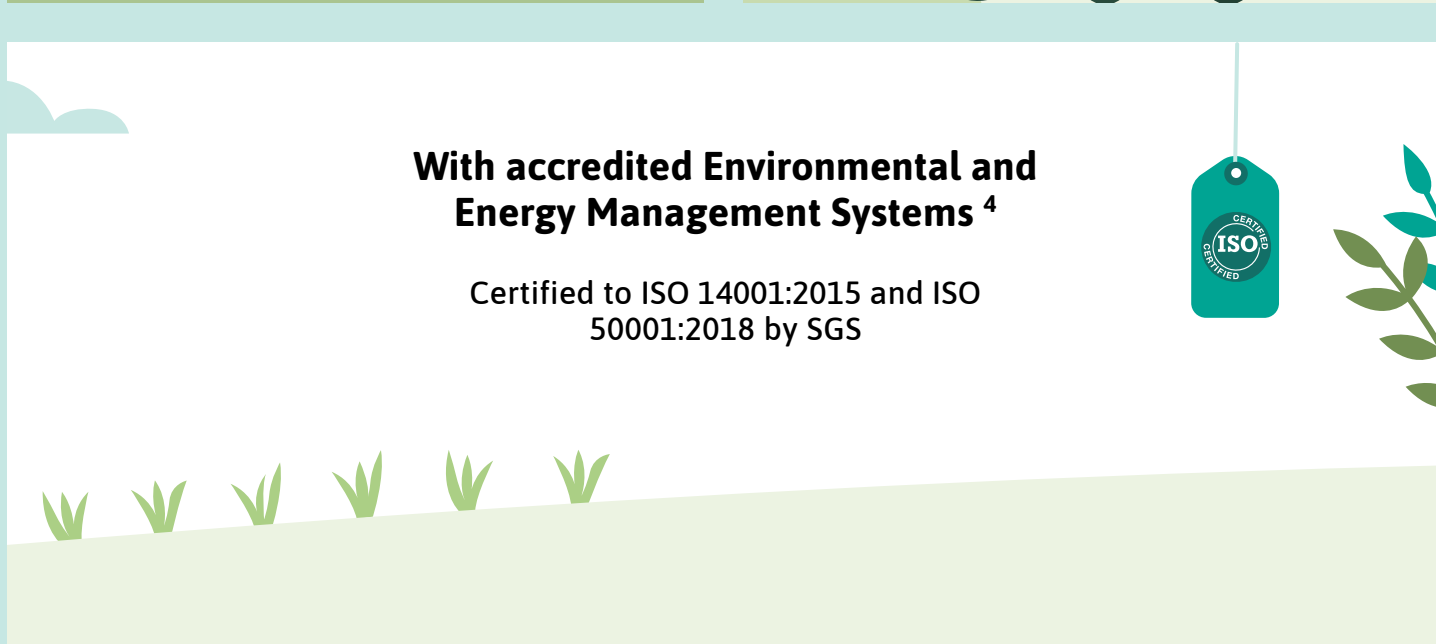 With accredited Environmental and
Energy Management Systems ⁴
Certified to ISO 14001:2015 and ISO
50001:2018 by SGS
CERTIFIED
ISO
CERTIFIED